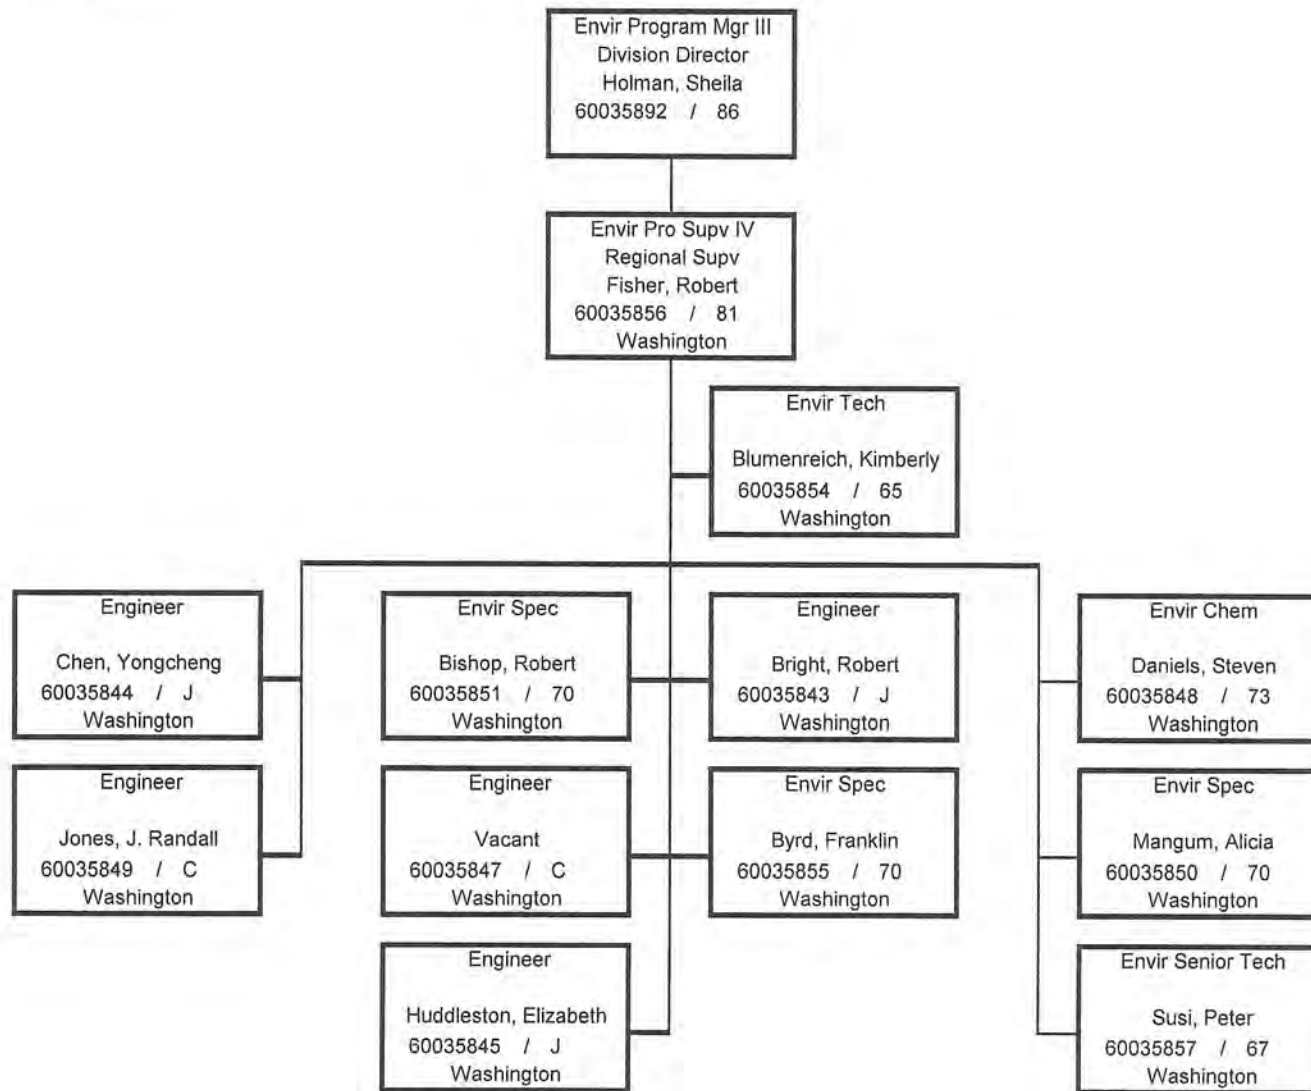 Envir Program Mgr III
Division Director
Holman, Sheila
60035892 / 86
Envir Pro Supv IV
Regional Supv
Fisher, Robert
60035856 / 81
Washington
Envir Tech
Blumenreich, Kimberly
60035854 / 65
Washington
Engineer
Chen, Yongcheng
60035844 / J
Washington
Envir Spec
Bishop, Robert
60035851 / 70
Washington
Engineer
Bright, Robert
60035843 / J
Washington
Envir Chem
Daniels, Steven
60035848 / 73
Washington
Engineer
Jones, J. Randall
60035849 / C
Washington
Engineer
Vacant
60035847 / C
Washington
Envir Spec
Byrd, Franklin
60035855 / 70
Washington
Envir Spec
Mangum, Alicia
60035850 / 70
Washington
Engineer
Huddleston, Elizabeth
60035845 / J
Washington
Envir Senior Tech
Susi, Peter
60035857 / 67
Washington